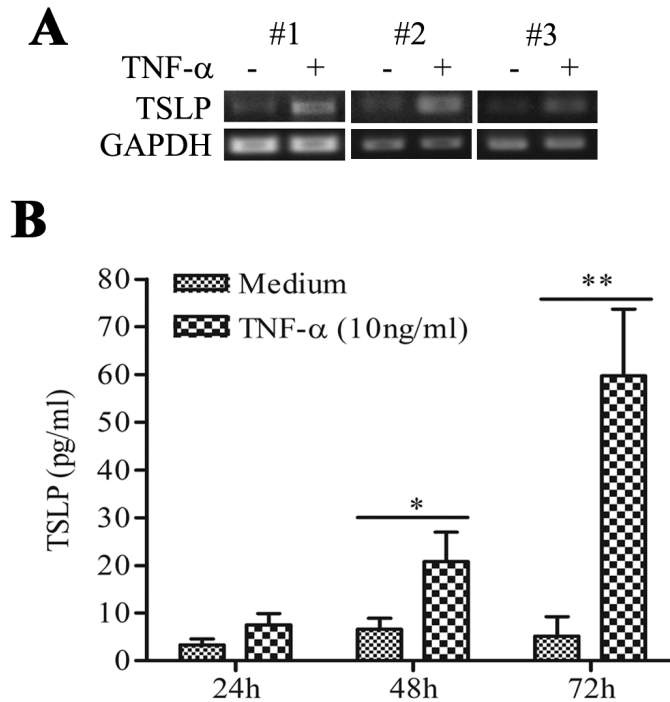 A
#1 #2 #3
TNF-α - + - + - +
TSLP
GAPDH
B
80
70
60
50
40
30
20
10
0
TSLP (pg/ml)
Medium
TNF-α (10ng/ml)
*
**
24h 48h 72h